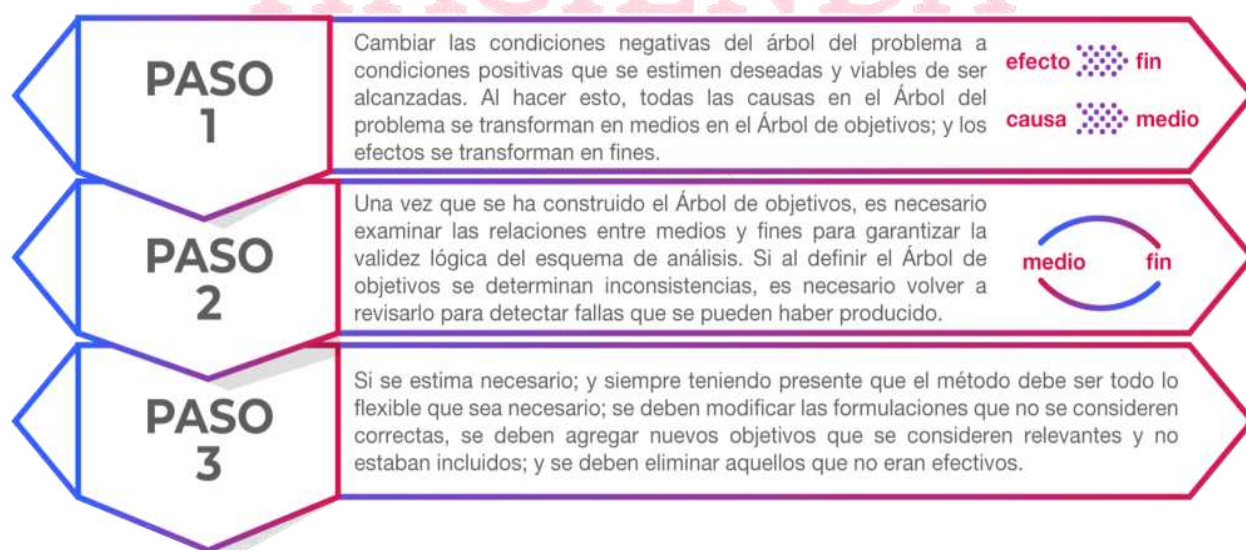 HACIENDA
PASO
1
Cambiar las condiciones negativas del árbol del problema a
condiciones positivas que se estimen deseadas y viables de ser
alcanzadas. Al hacer esto, todas las causas en el Árbol del
problema se transforman en medios en el Árbol de objetivos; y los
efectos se transforman en fines.
efecto fin
causa medio
PASO
2
Una vez que se ha construido el Árbol de objetivos, es necesario
examinar las relaciones entre medios y fines para garantizar la
validez lógica del esquema de análisis. Si al definir el Árbol de
objetivos se determinan inconsistencias, es necesario volver a
revisarlo para detectar fallas que se pueden haber producido.
medio fin
PASO
3
Si se estima necesario; y siempre teniendo presente que el método debe ser todo lo
flexible que sea necesario; se deben modificar las formulaciones que no se consideren
correctas, se deben agregar nuevos objetivos que se consideren relevantes y no
estaban incluidos; y se deben eliminar aquellos que no eran efectivos.